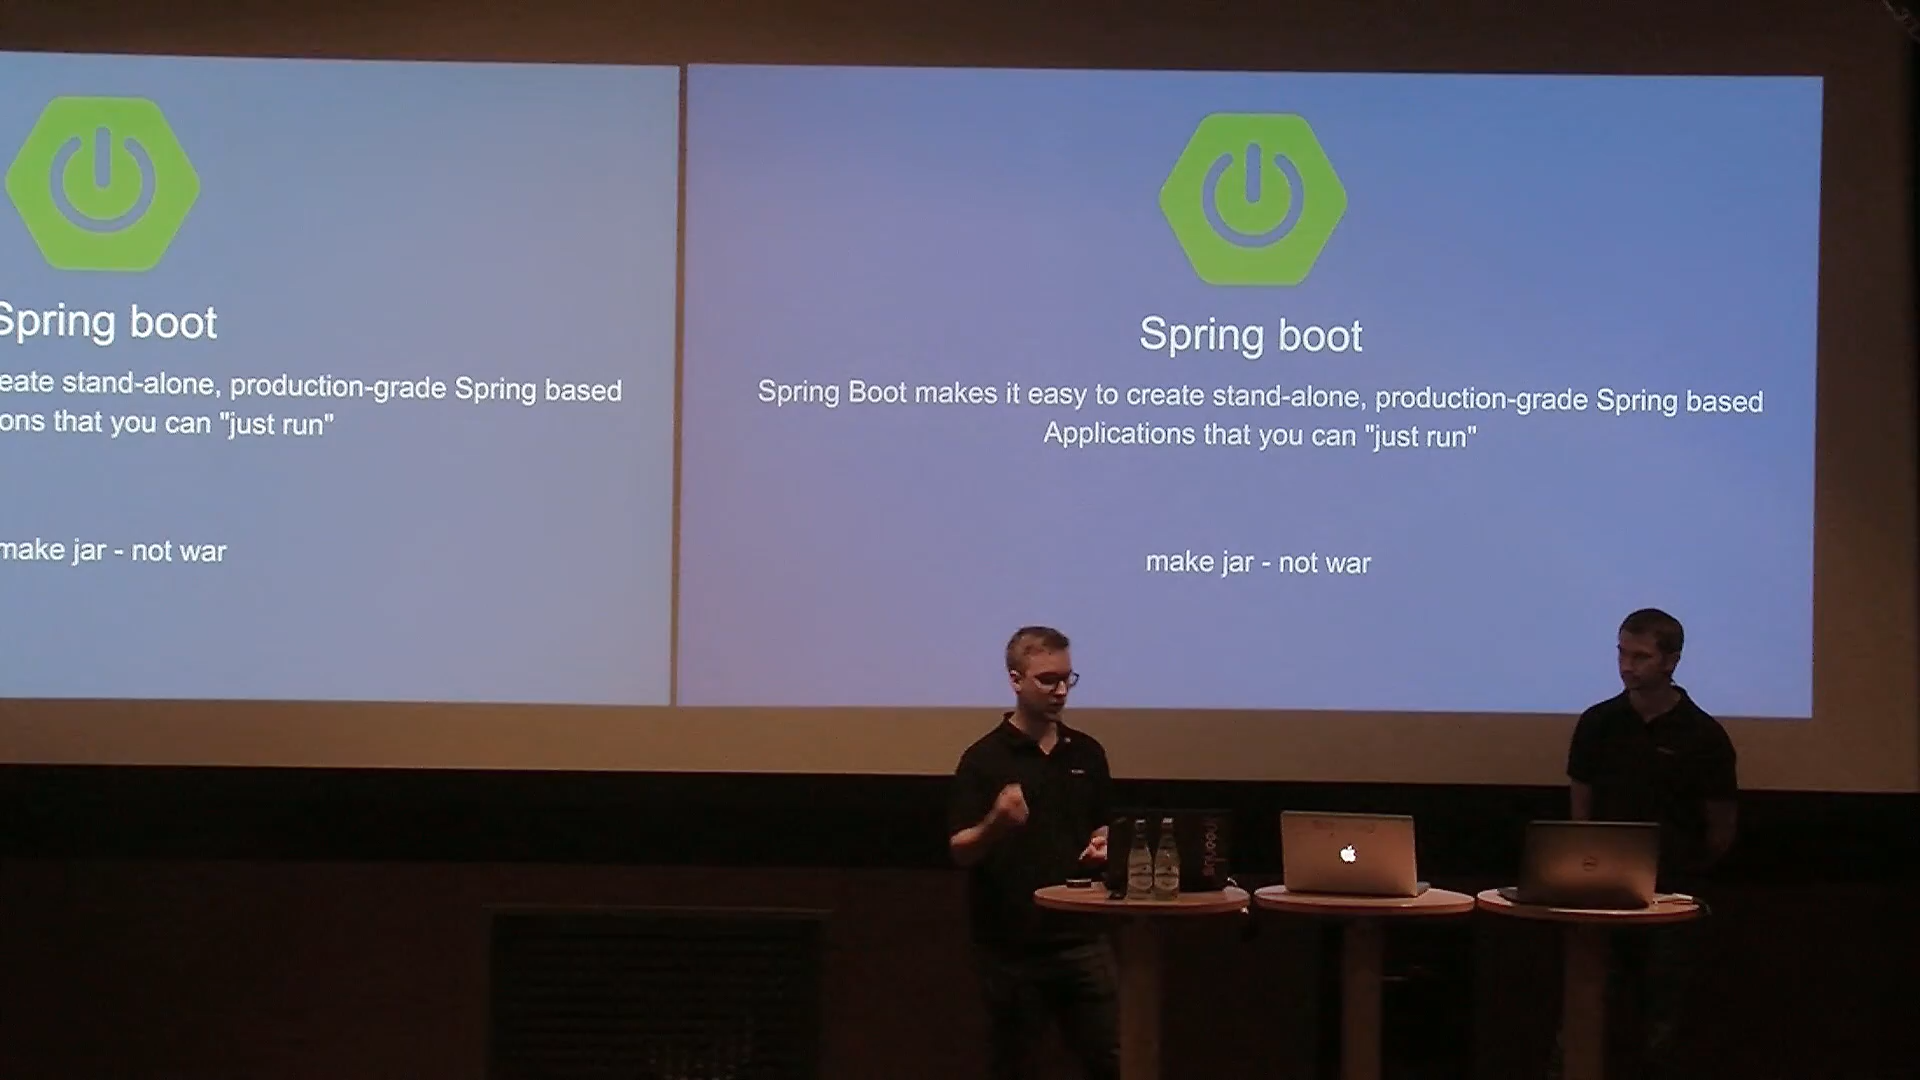 Spring boot
eate stand-alone, production-grade Spring based
ons that you can "just run"
make jar - not war
Spring boot
Spring Boot makes it easy to create stand-alone, production-grade Spring based
Applications that you can "just run"
make jar - not war